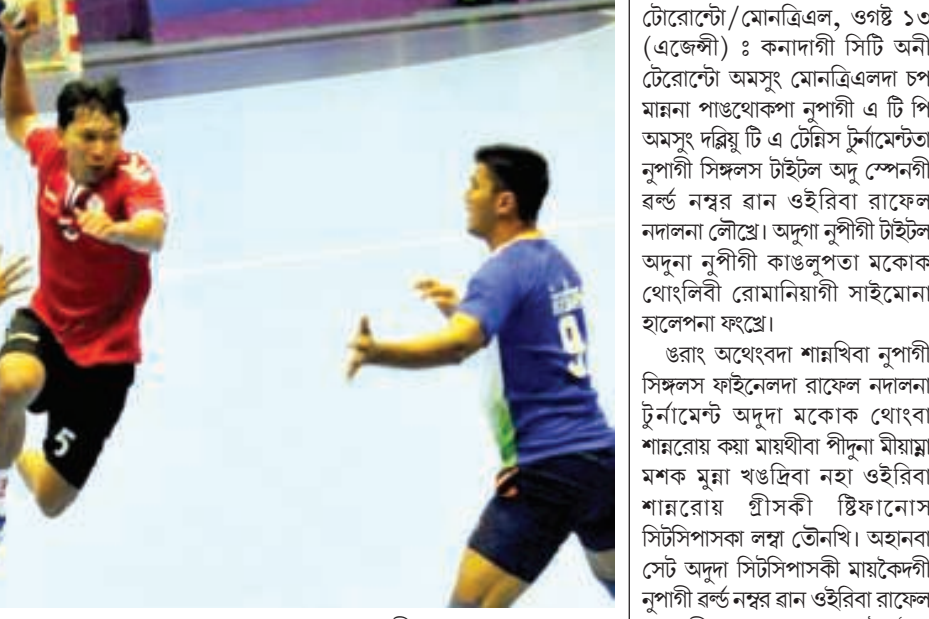 টোরোন্টো/মোনত্রিএল, ওগষ্ট ১৩
(এজেন্সী) ঃ কনাদাগী সিটি অনী
টেরোন্টো অমসুং মোনত্রিএলদা চপ
মান্ননা পাঙথোকপা নুপাগী এ টি পি
অমসুং দব্লিয়ু টি এ টেন্নিস টুর্নামেন্টতা
নুপাগী সিঙ্গলস টাইটল অদু স্পেনগী
ৱর্ল্ড নম্বর ৱান ওইরিবা রাফেল
নদালনা লৌখ্রে। অদুগা নুপীগী টাইটল
অদুনা নুপীগী কাঙলুপতা মকোক
থোংলিবী রোমানিয়াগী সাইমোনা
হালেপনা ফংখ্রে।
ঙরাং অথেংবদা শান্নখিবা নুপাগী
সিঙ্গলস ফাইনেলদা রাফেল নদালনা
টুর্নামেন্ট অদুদা মকোক থোংবা
শান্নরোয় কয়া মায়থীবা পীদুনা মীয়াম্না
মশক মুন্না খঙদ্রিবা নহা ওইরিবা
শান্নরোয় গ্রীসকী ষ্টিফানোস
সিটসিপাসকা লম্বা তৌনখি। অহানবা
সেট অদুদা সিটসিপাসকী মায়কৈদগী
নুপাগী ৱর্ল্ড নম্বর ৱান ওইরিবা রাফেল
5
9